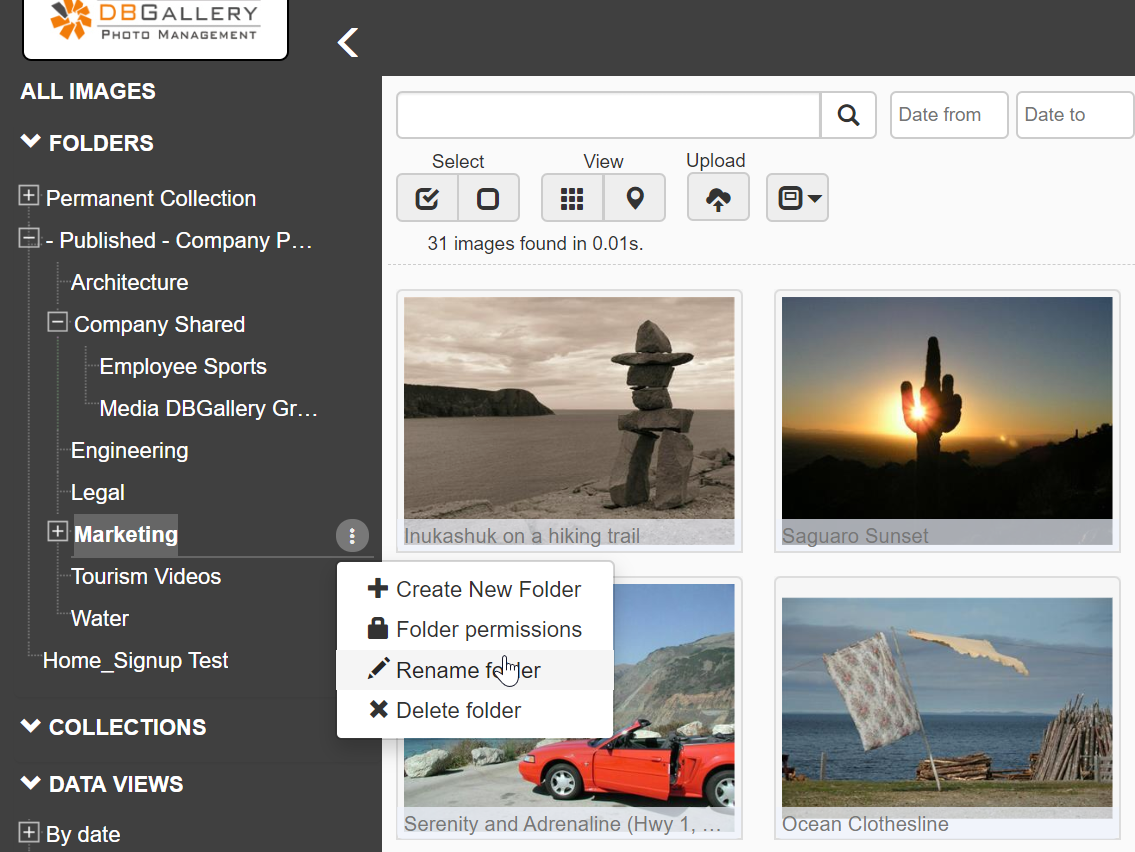 DBGALLERY
PHOTO MANAGEMENT
ALL IMAGES
FOLDERS
Permanent Collection
- Published - Company P...
Architecture
Company Shared
Employee Sports
Media DBGallery Gr...
Engineering
Legal
Marketing
Tourism Videos
Water
Home_Signup Test
COLLECTIONS
DATA VIEWS
By date
Create New Folder
Folder permissions
Rename folder
Delete folder
Date from
Date to
Select
View
Upload
31 images found in 0.01s.
Inukashuk on a hiking trail
Saguaro Sunset
Serenity and Adrenaline (Hwy 1, ...
Ocean Clothesline